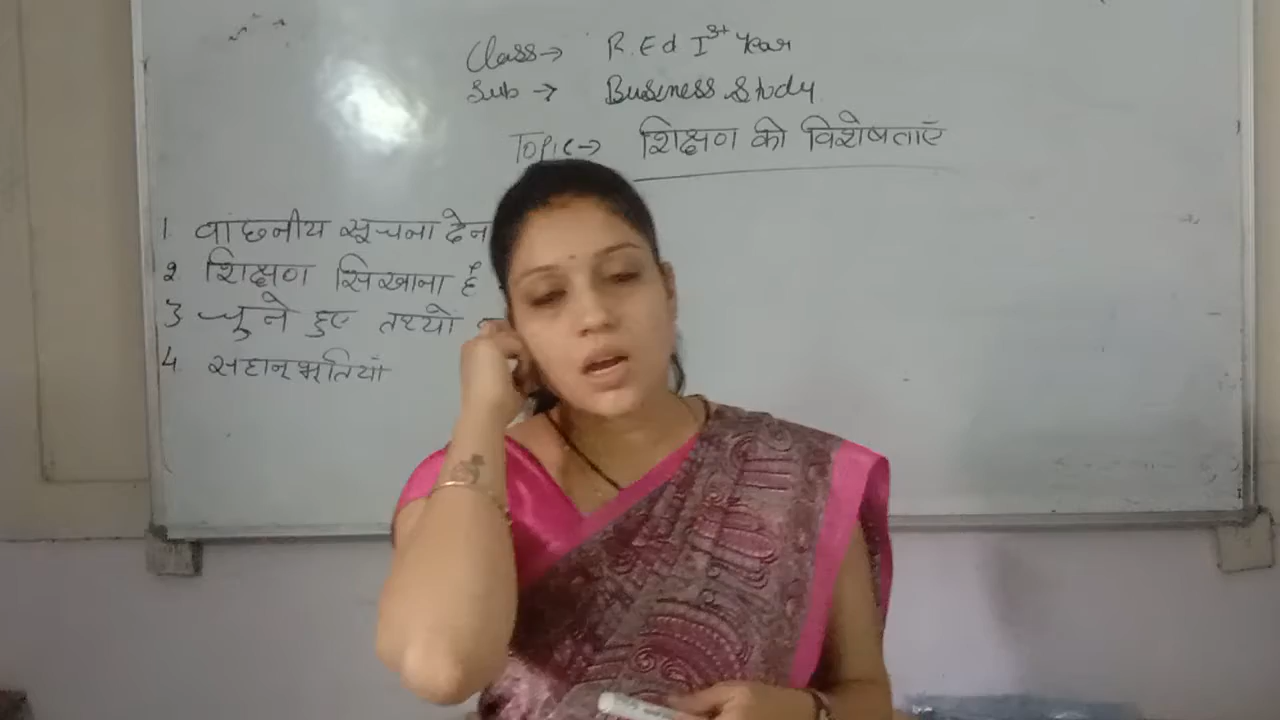 Class→ B.Ed Ist Year
Sub → Business Study
Topic→ शिक्षण की विशेषताएँ
1. वांछनीय सूचना देन
2 शिक्षण सिखाना है
3 चुने हुए तथ्यो
4 सहानुभूतियाँ